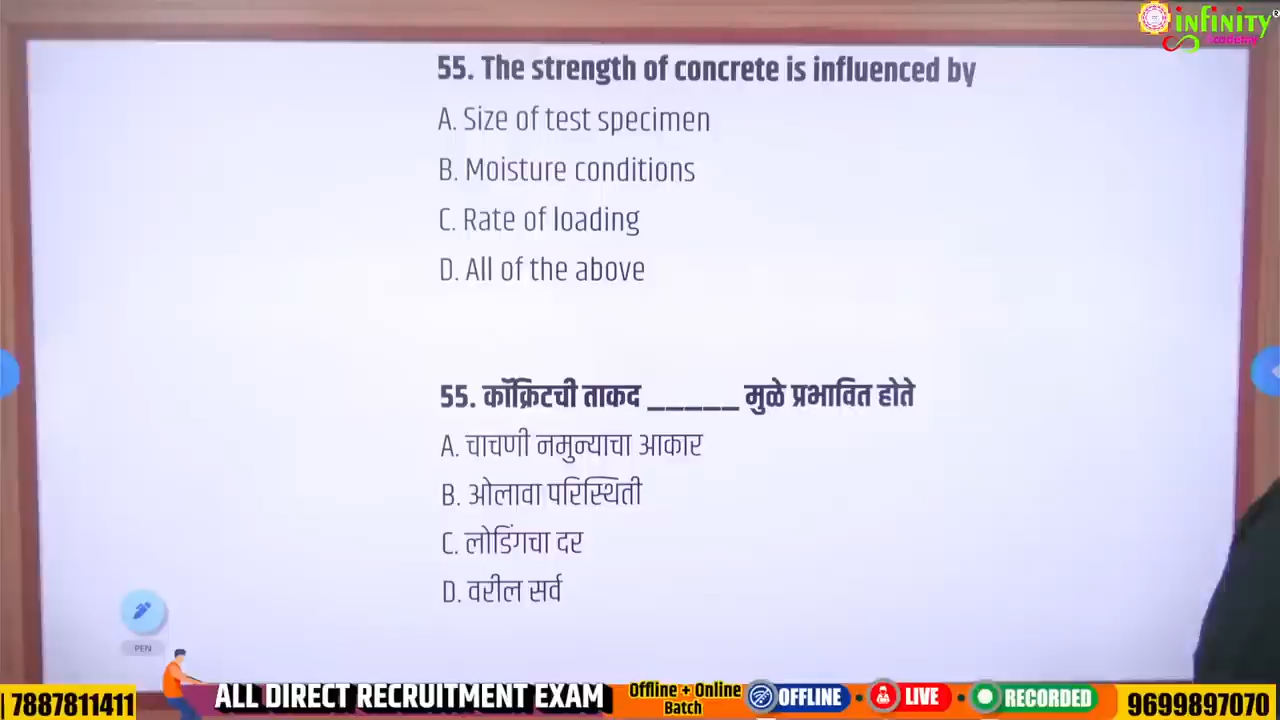 infinity
academy
55. The strength of concrete is influenced by
A. Size of test specimen
B. Moisture conditions
C. Rate of loading
D. All of the above
55. काँक्रिटची ताकद _____ मुळे प्रभावित होते
A. चाचणी नमुन्याचा आकार
B. ओलावा परिस्थिती
C. लोडिंगचा दर
D. वरील सर्व
PEN
7887811411
ALL DIRECT RECRUITMENT EXAM
Offline + Online
Batch
OFFLINE
LIVE
RECORDED
9699897070